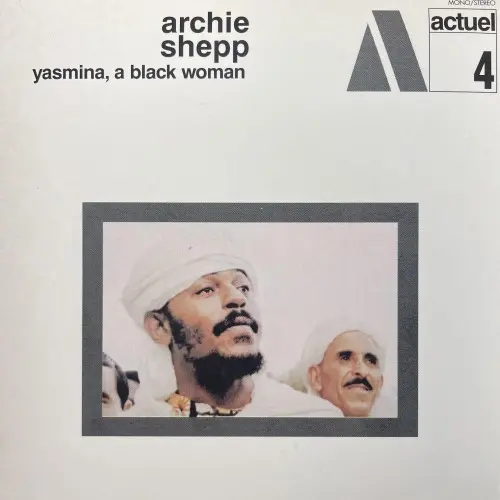 MONO/STEREO
archie
shepp
yasmina, a black woman
actuel
4